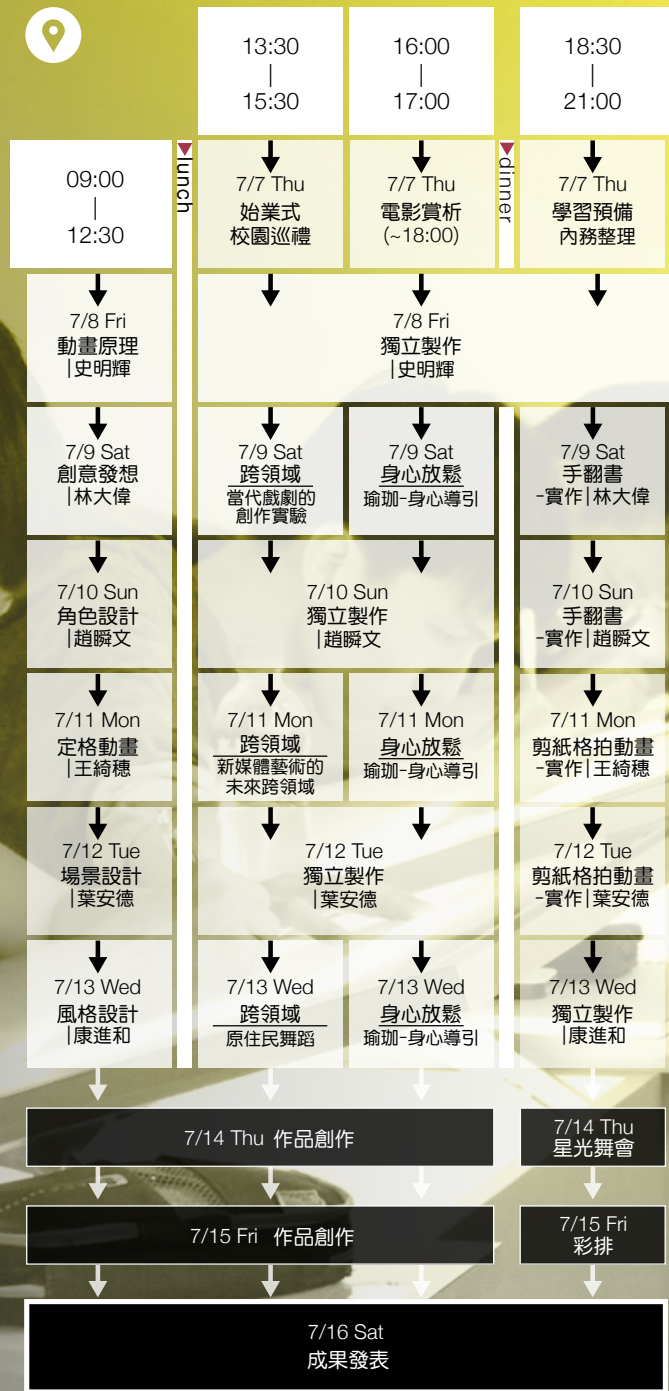 13:30
|
15:30
16:00
|
17:00
18:30
|
21:00
09:00
|
12:30
lunch
7/7 Thu
始業式
校園巡禮
7/7 Thu
電影賞析
(~18:00)
dinner
7/7 Thu
學習預備
內務整理
7/8 Fri
動畫原理
|史明輝
7/8 Fri
獨立製作
|史明輝
7/9 Sat
創意發想
|林大偉
7/9 Sat
跨領域
當代戲劇的
創作實驗
7/9 Sat
身心放鬆
瑜珈-身心導引
7/9 Sat
手翻書
-實作|林大偉
7/10 Sun
角色設計
|趙瞬文
7/10 Sun
獨立製作
|趙瞬文
7/10 Sun
手翻書
-實作|趙瞬文
7/11 Mon
定格動畫
|王綺穗
7/11 Mon
跨領域
新媒體藝術的
未來跨領域
7/11 Mon
身心放鬆
瑜珈-身心導引
7/11 Mon
剪紙格拍動畫
-實作|王綺穗
7/12 Tue
場景設計
|葉安德
7/12 Tue
獨立製作
|葉安德
7/12 Tue
剪紙格拍動畫
-實作|葉安德
7/13 Wed
風格設計
|康進和
7/13 Wed
跨領域
原住民舞蹈
7/13 Wed
身心放鬆
瑜珈-身心導引
7/13 Wed
獨立製作
|康進和
7/14 Thu 作品創作
7/14 Thu
星光舞會
7/15 Fri 作品創作
7/15 Fri
彩排
7/16 Sat
成果發表